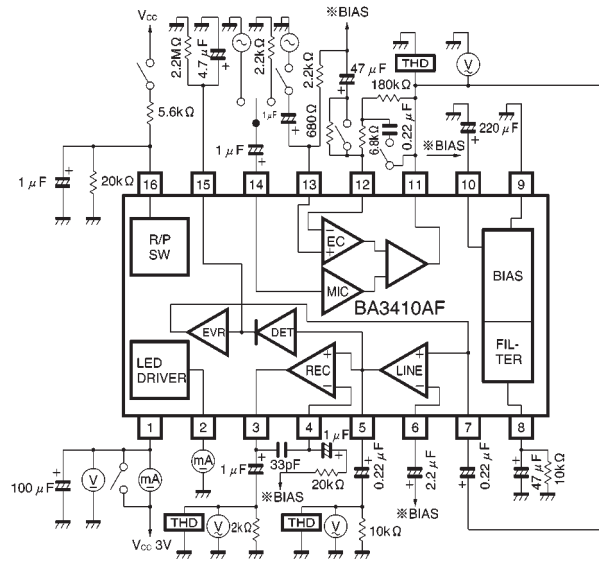 ※BIAS
VCC
2.2MΩ
4.7μF
2.2kΩ
1μF
680Ω
2.2kΩ
47μF
THD
V
180kΩ
5.6kΩ
6.8kΩ
0.22μF
※BIAS
220μF
1μF
1μF
20kΩ
16
15
14
13
12
11
10
9
R/P
SW
EC
MIC
BIAS
BA3410AF
EVR
DET
FIL-
TER
LED
DRIVER
REC
LINE
1
2
3
4
5
6
7
8
100μF
V
mA
mA
1μF
33pF
1μF
※BIAS
20kΩ
0.22μF
2.2μF
0.22μF
47μF
10kΩ
※BIAS
VCC 3V
THD
V
2kΩ
THD
V
10kΩ